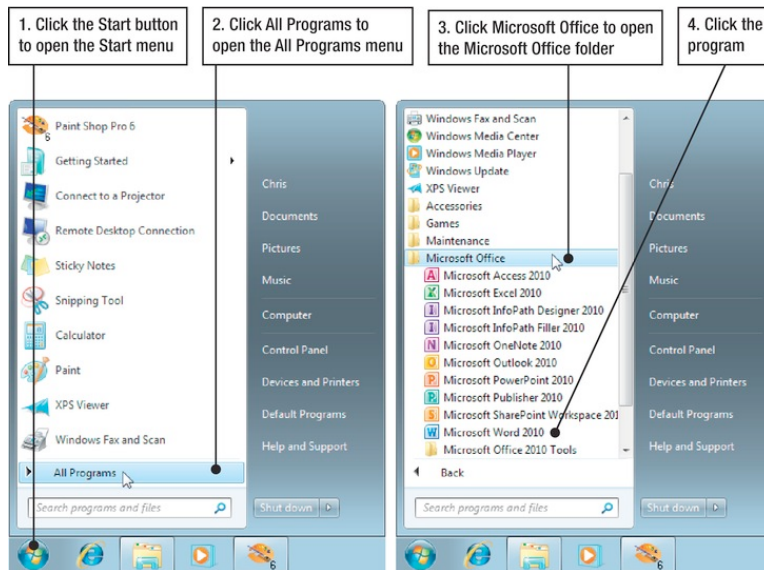 1. Click the Start button
to open the Start menu
2. Click All Programs to
open the All Programs menu
3. Click Microsoft Office to open
the Microsoft Office folder
4. Click the
program
Paint Shop Pro 6
Getting Started
Connect to a Projector
Remote Desktop Connection
Sticky Notes
Snipping Tool
Calculator
Paint
XPS Viewer
Windows Fax and Scan
All Programs
Search programs and files
Chris
Documents
Pictures
Music
Computer
Control Panel
Devices and Printers
Default Programs
Help and Support
Shut down
6
6
Windows Fax and Scan
Windows Media Center
Windows Media Player
Windows Update
XPS Viewer
Accessories
Games
Maintenance
Microsoft Office
Microsoft Access 2010
Microsoft Excel 2010
Microsoft InfoPath Designer 2010
Microsoft InfoPath Filler 2010
Microsoft OneNote 2010
Microsoft Outlook 2010
Microsoft PowerPoint 2010
Microsoft Publisher 2010
Microsoft SharePoint Workspace 201
Microsoft Word 2010
Microsoft Office 2010 Tools
Back
Search programs and files
Chris
Documents
Pictures
Music
Computer
Control Panel
Devices and Printers
Default Programs
Help and Support
Shut down
6